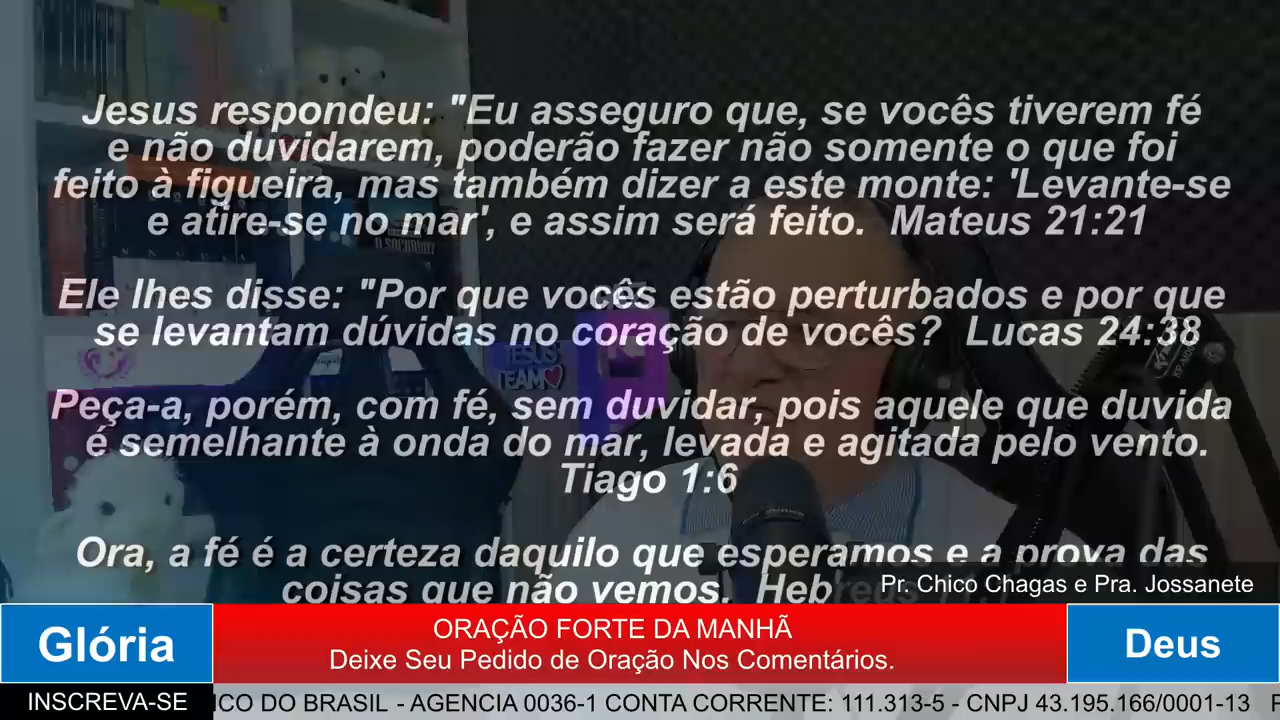 Jesus respondeu: "Eu asseguro que, se vocês tiverem fé
e não duvidarem, poderão fazer não somente o que foi
feito à figueira, mas também dizer a este monte: 'Levante-se
e atire-se no mar', e assim será feito. Mateus 21:21
Ele lhes disse: "Por que vocês estão perturbados e por que
se levantam dúvidas no coração de vocês? Lucas 24:38
Peça-a, porém, com fé, sem duvidar, pois aquele que duvida
é semelhante à onda do mar, levada e agitada pelo vento.
Tiago 1:6
Ora, a fé é a certeza daquilo que esperamos e a prova das
coisas que não vemos. Hebreus
JESUS
TEAM
Pr. Chico Chagas e Pra. Jossanete
Glória
ORAÇÃO FORTE DA MANHÃ
Deixe Seu Pedido de Oração Nos Comentários.
Deus
INSCREVA-SE
ICO DO BRASIL - AGENCIA 0036-1 CONTA CORRENTE: 111.313-5 - CNPJ 43.195.166/0001-13